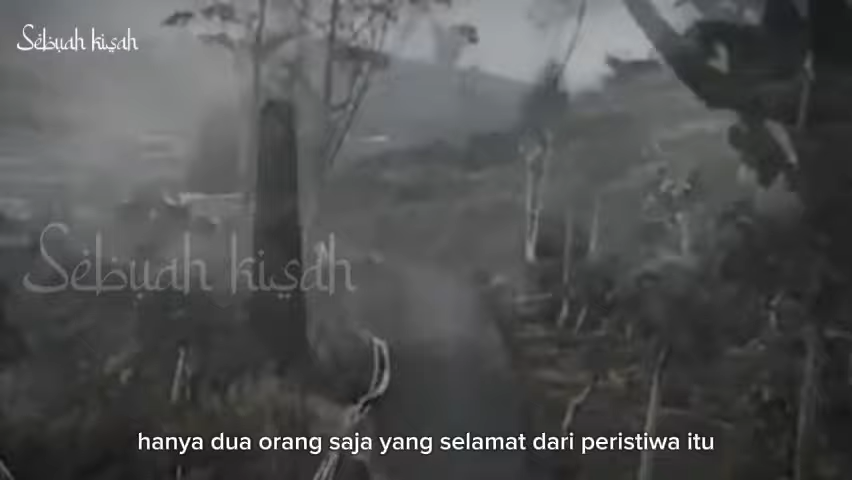 Sebuah kisah
Sebuah kisah
hanya dua orang saja yang selamat dari peristiwa itu